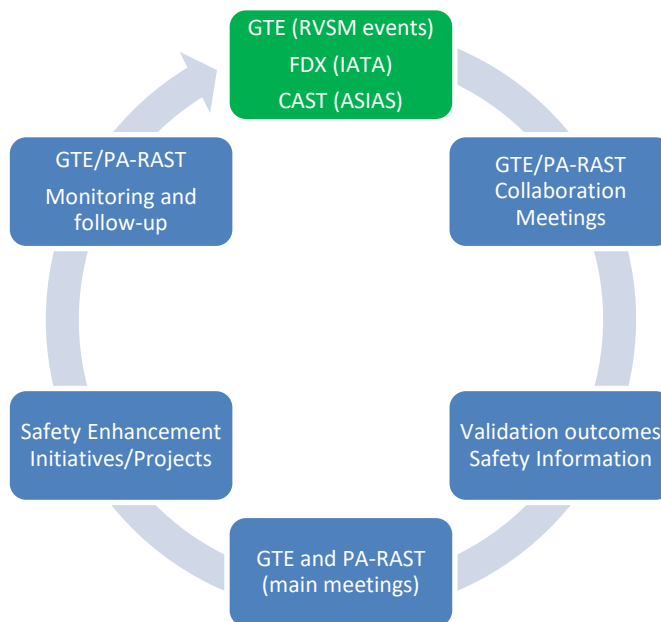 GTE (RVSM events)
FDX (IATA)
CAST (ASIAS)
GTE/PA-RAST
Collaboration
Meetings
Validation outcomes
Safety Information
GTE and PA-RAST
(main meetings)
Safety Enhancement
Initiatives/Projects
GTE/PA-RAST
Monitoring and
follow-up